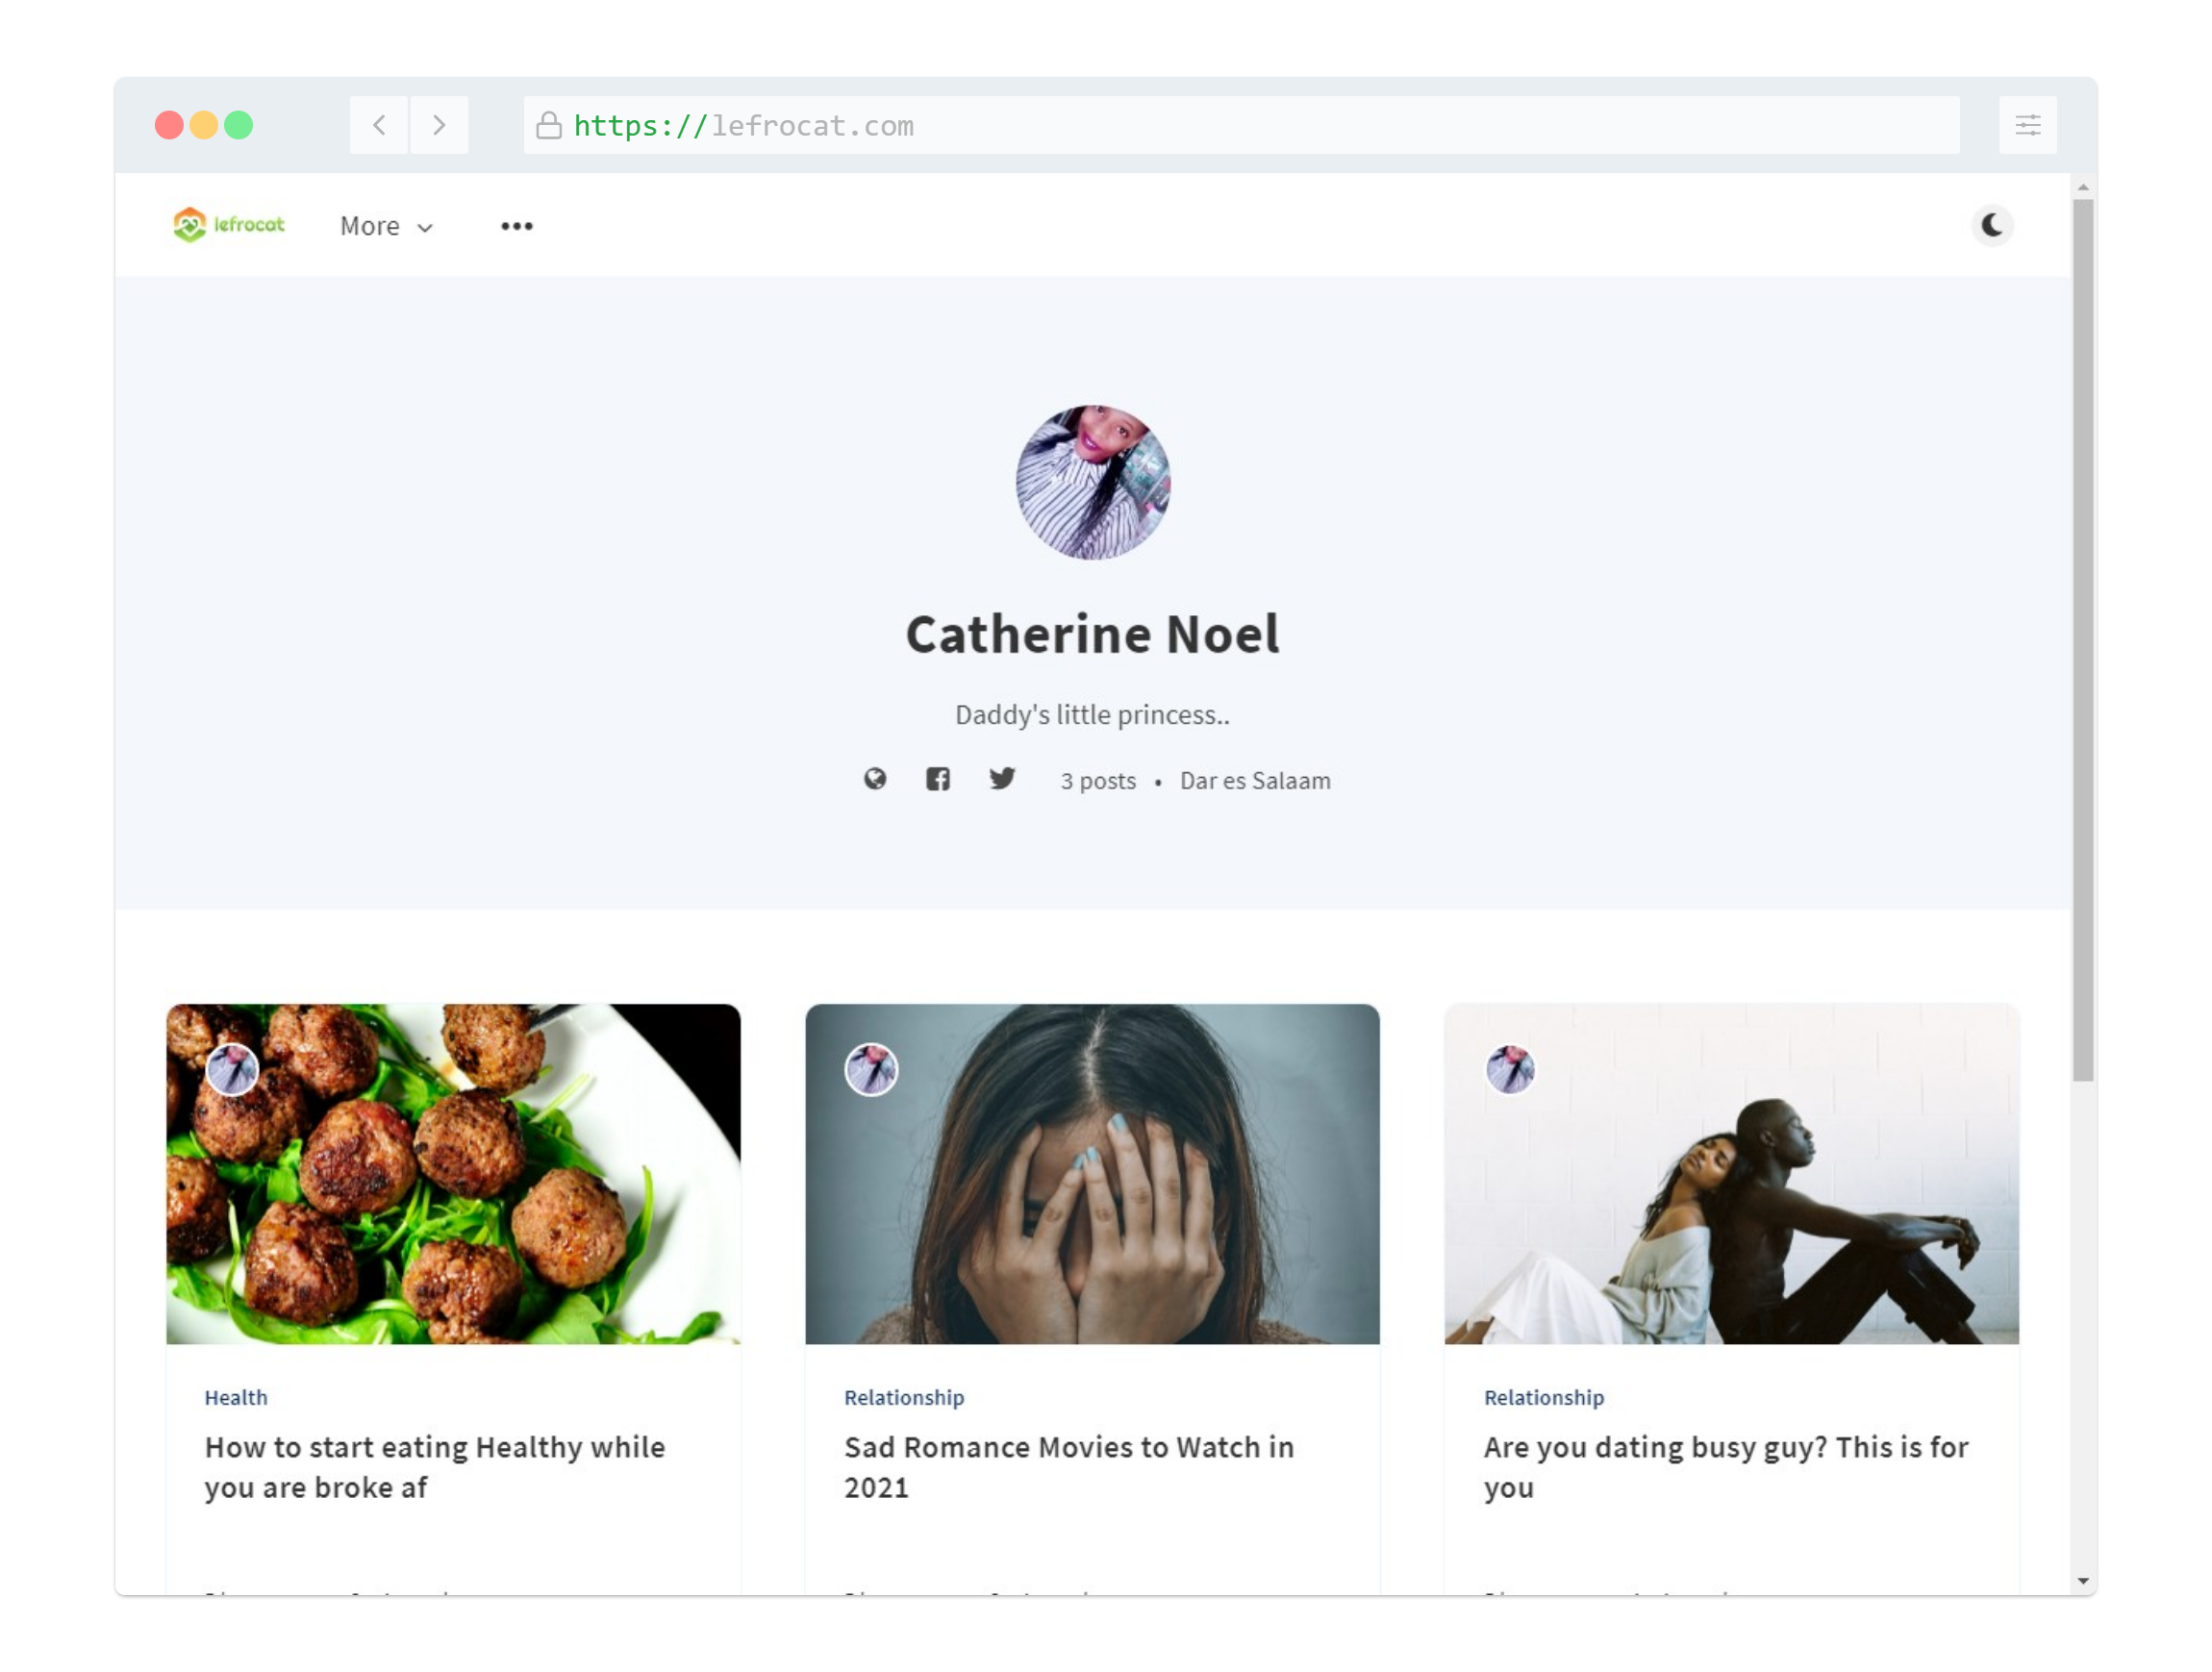 https://lefrocat.com
lefrocat More
Catherine Noel
Daddy's little princess..
3 posts • Dar es Salaam
Health
How to start eating Healthy while
you are broke af
Relationship
Sad Romance Movies to Watch in
2021
Relationship
Are you dating busy guy? This is for
you